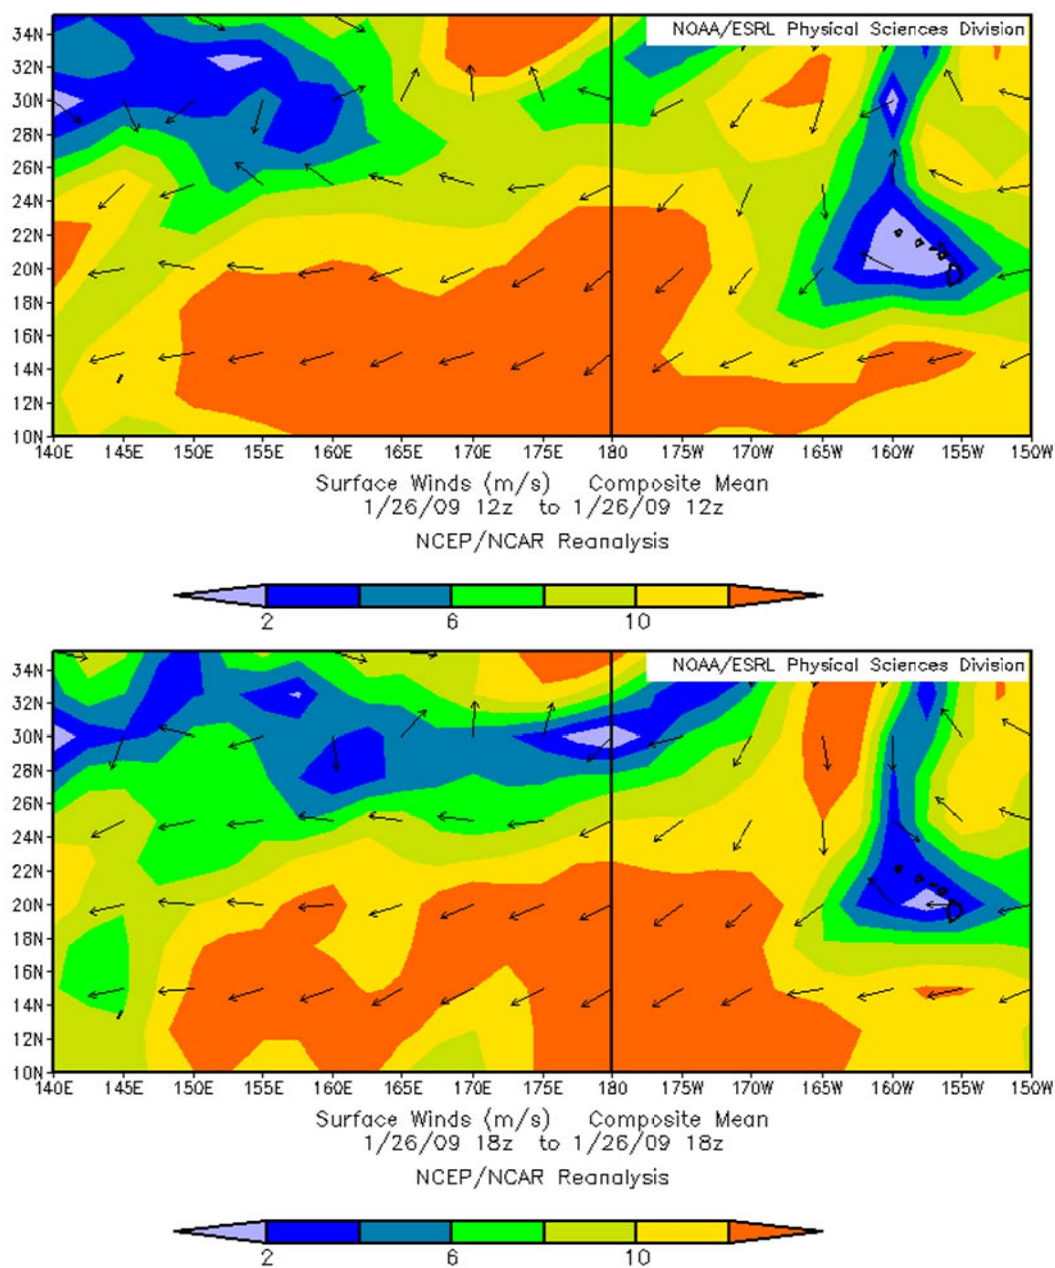 NOAA/ESRL Physical Sciences Division
34N
32N
30N
28N
26N
24N
22N
20N
18N
16N
14N
12N
10N
140E 145E 150E 155E 160E 165E 170E 175E 180 175W 170W 165W 160W 155W 150W
Surface Winds (m/s) Composite Mean
1/26/09 12z to 1/26/09 12z
NCEP/NCAR Reanalysis
2 6 10
NOAA/ESRL Physical Sciences Division
34N
32N
30N
28N
26N
24N
22N
20N
18N
16N
14N
12N
10N
140E 145E 150E 155E 160E 165E 170E 175E 180 175W 170W 165W 160W 155W 150W
Surface Winds (m/s) Composite Mean
1/26/09 18z to 1/26/09 18z
NCEP/NCAR Reanalysis
2 6 10